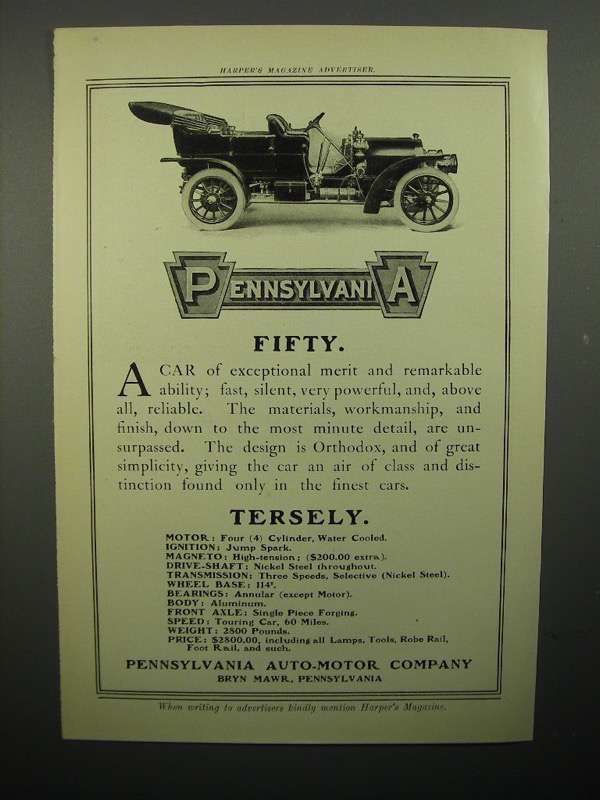 HARPER'S MAGAZINE ADVERTISER.
PENNSYLVANIA
FIFTY.
A CAR of exceptional merit and remarkable
ability; fast, silent, very powerful, and, above
all, reliable. The materials, workmanship, and
finish, down to the most minute detail, are un-
surpassed. The design is Orthodox, and of great
simplicity, giving the car an air of class and dis-
tinction found only in the finest cars.
TERSELY.
MOTOR: Four (4) Cylinder, Water Cooled.
IGNITION: Jump Spark.
MAGNETO: High-tension; ($200.00 extra).
DRIVE-SHAFT: Nickel Steel throughout.
TRANSMISSION: Three Speeds, Selective (Nickel Steel).
WHEEL BASE: 114".
BEARINGS: Annular (except Motor).
BODY: Aluminum.
FRONT AXLE: Single Piece Forging.
SPEED: Touring Car, 60 Miles.
WEIGHT: 2800 Pounds.
PRICE: $2800.00, including all Lamps, Tools, Robe Rail,
Foot Rail, and such.
PENNSYLVANIA AUTO-MOTOR COMPANY
BRYN MAWR, PENNSYLVANIA
When writing to advertisers kindly mention Harper's Magazine.